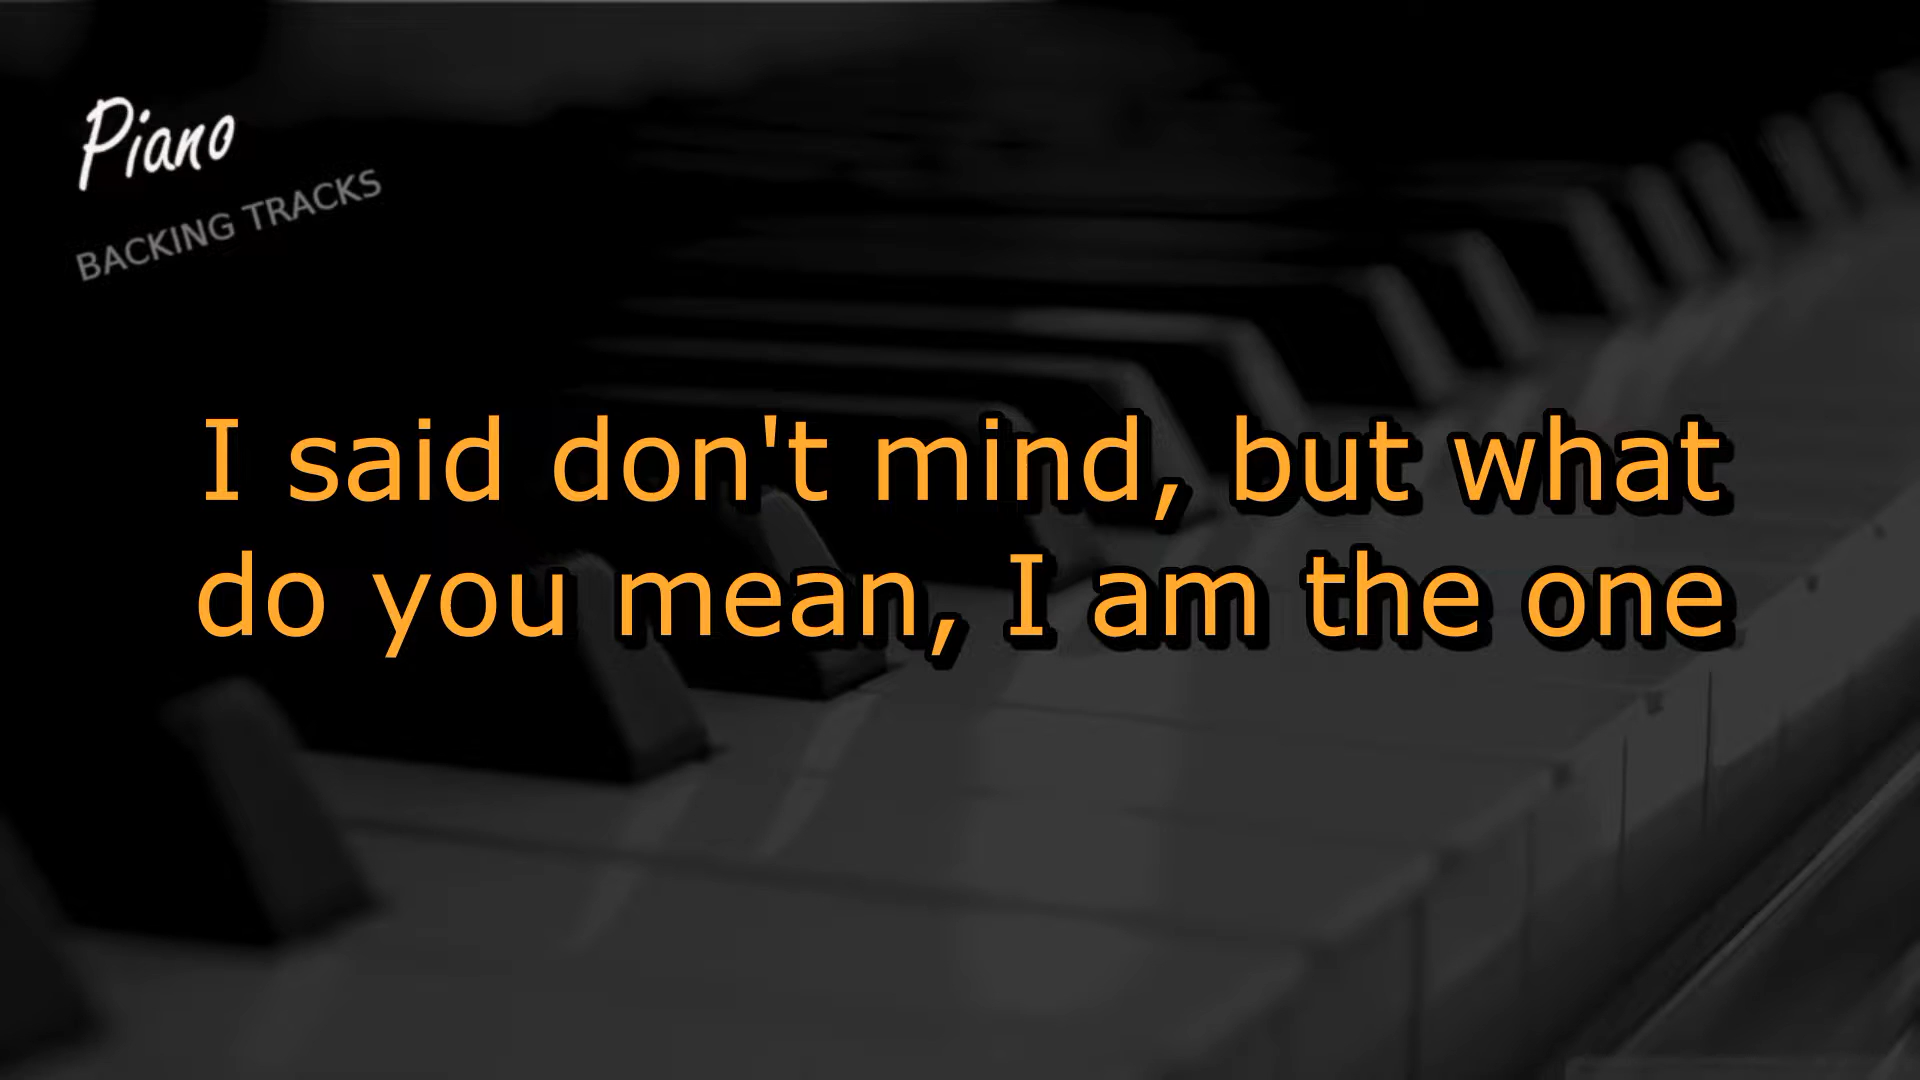 Piano
BACKING TRACKS
I said don't mind, but what
do you mean, I am the one